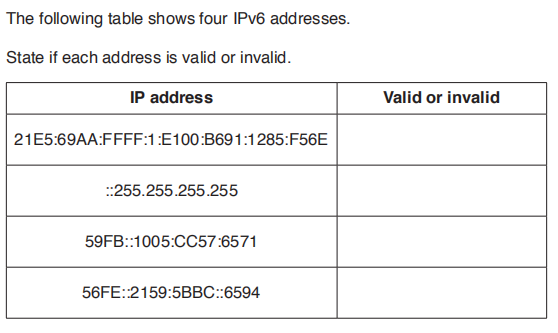 The following table shows four IPv6 addresses.
State if each address is valid or invalid.
IP address Valid or invalid
21E5:69AA:FFFF:1:E100:B691:1285:F56E
::255.255.255.255
59FB::1005:CC57:6571
56FE::2159:5BBC::6594